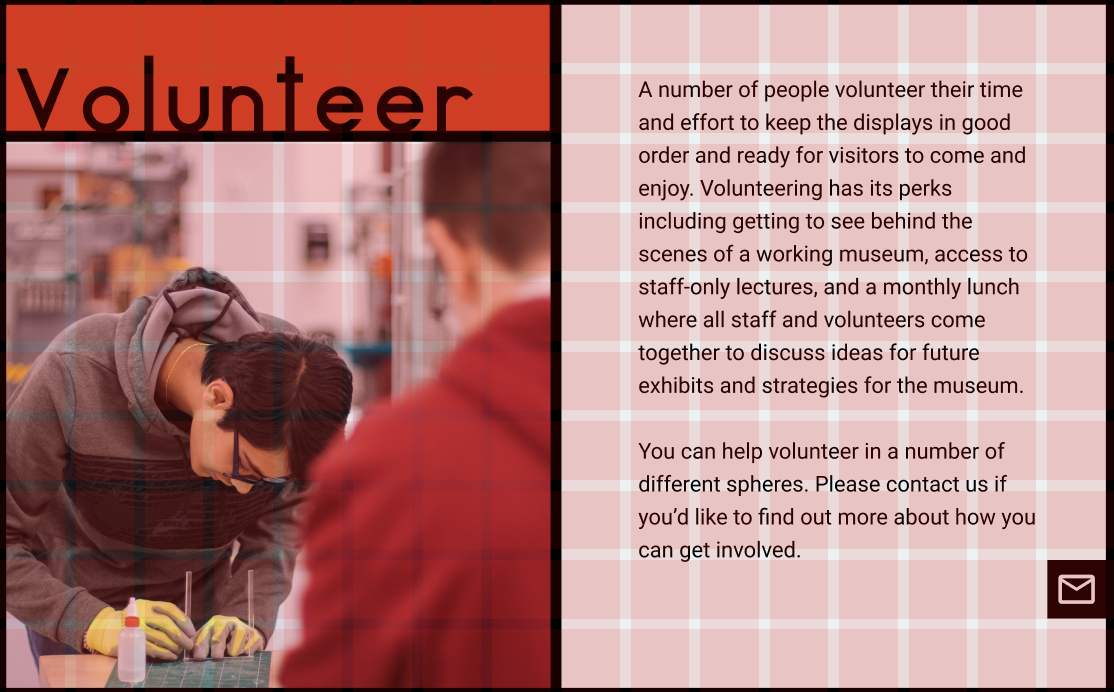 Volunteer
A number of people volunteer their time
and effort to keep the displays in good
order and ready for visitors to come and
enjoy. Volunteering has its perks
including getting to see behind the
scenes of a working museum, access to
staff-only lectures, and a monthly lunch
where all staff and volunteers come
together to discuss ideas for future
exhibits and strategies for the museum.
You can help volunteer in a number of
different spheres. Please contact us if
you’d like to find out more about how you
can get involved.